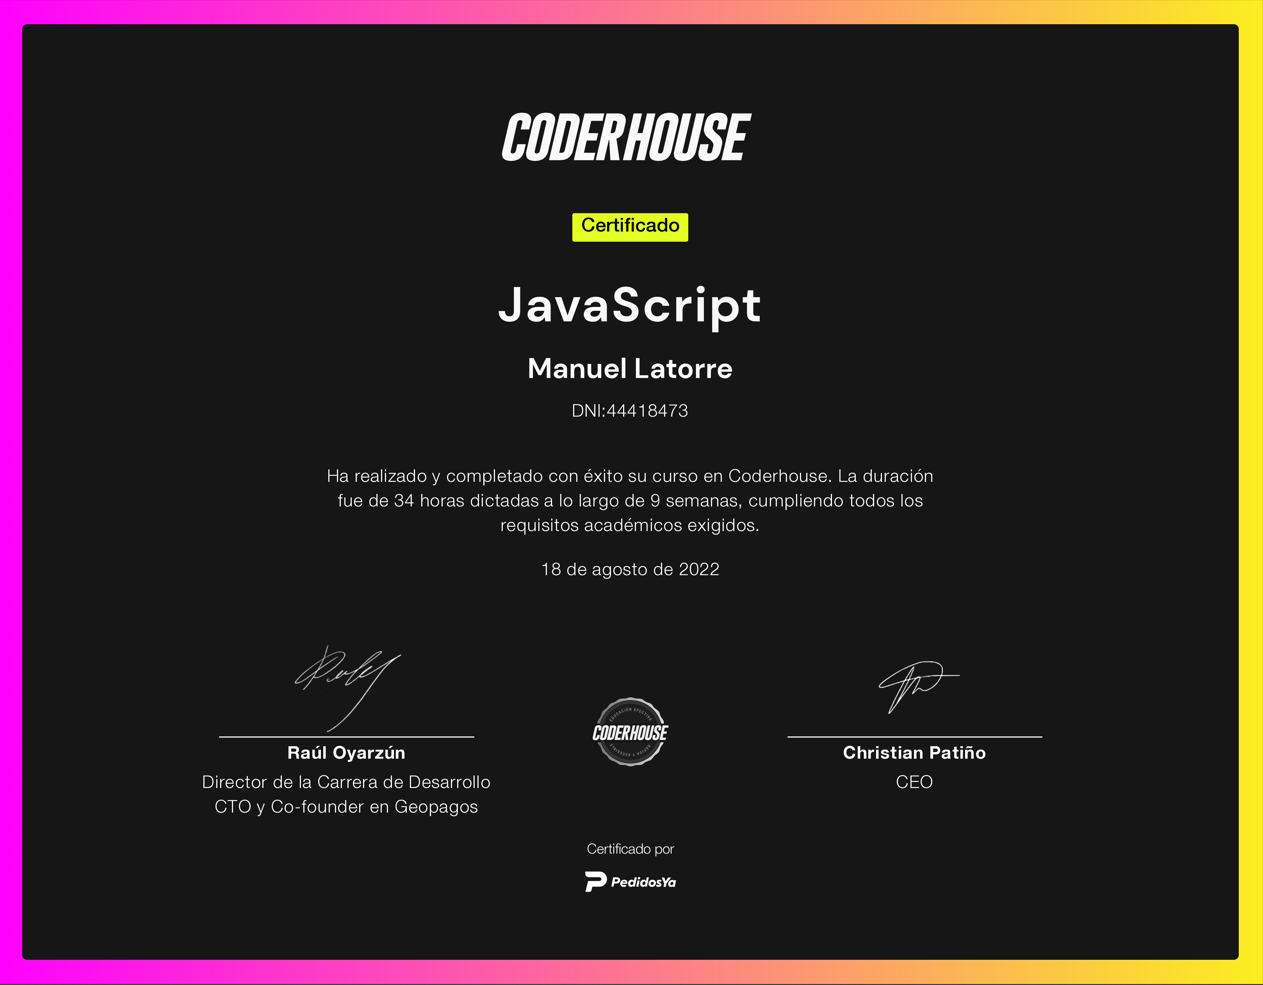 CODERHOUSE
Certificado
JavaScript
Manuel Latorre
DNI:44418473
Ha realizado y completado con éxito su curso en Coderhouse. La duración
fue de 34 horas dictadas a lo largo de 9 semanas, cumpliendo todos los
requisitos académicos exigidos.
18 de agosto de 2022
Raúl Oyarzún
Director de la Carrera de Desarrollo
CTO y Co-founder en Geopagos
EDUCACIÓN EFECTIVA
CODERHOUSE
Christian Patiño
CEO
Certificado por
PedidosYa